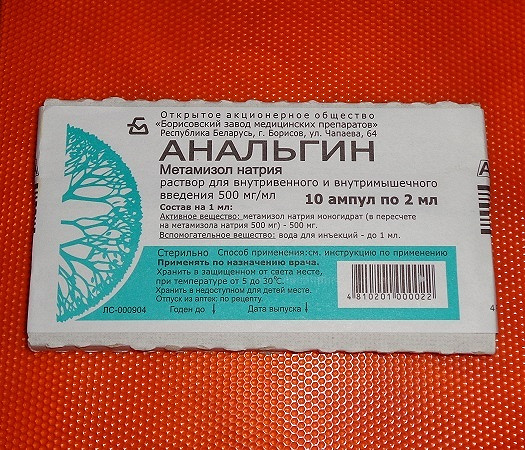 Открытое акционерное общество
«Борисовский завод медицинских препаратов»
Республика Беларусь, г. Борисов, ул. Чапаева, 64
АНАЛЬГИН
Метамизол натрия
раствор для внутривенного и внутримышечного
введения 500 мг/мл 10 ампул по 2 мл
Состав на 1 мл:
Активное вещество: метамизол натрия моногидрат (в пересчете
на метамизола натрия 500 мг) - 500 мг.
Вспомогательное вещество: вода для инъекций - до 1 мл.
Стерильно Способ применения:см. инструкцию по применению
Применять по назначению врача.
Хранить в защищенном от света месте,
при температуре от 5 до 30°C.
Хранить в недоступном для детей месте.
Отпуск из аптек: по рецепту.
4 810201 000022
ЛС-000904 Годен до ↓ Дата выпуска ↓